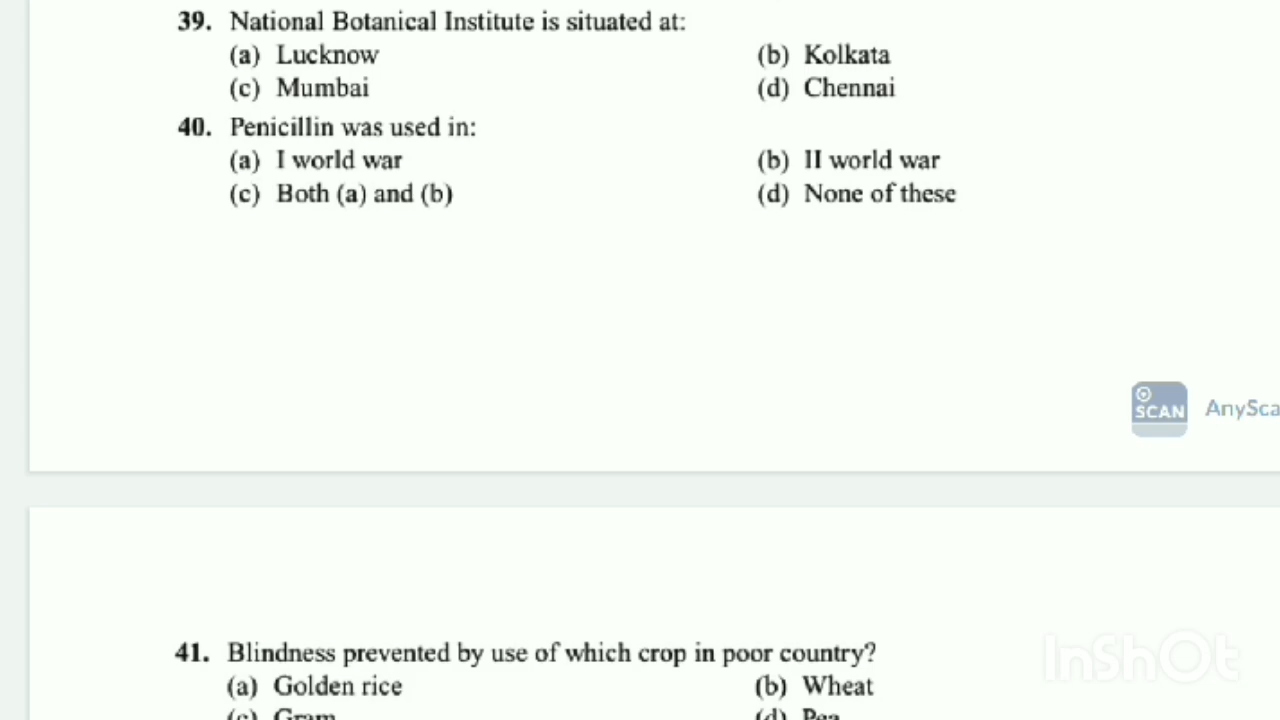 39. National Botanical Institute is situated at:
(a) Lucknow (b) Kolkata
(c) Mumbai (d) Chennai
40. Penicillin was used in:
(a) I world war (b) II world war
(c) Both (a) and (b) (d) None of these
SCAN AnySca
41. Blindness prevented by use of which crop in poor country?
(a) Golden rice (b) Wheat
(c) Gram (d) Pea
InShOt